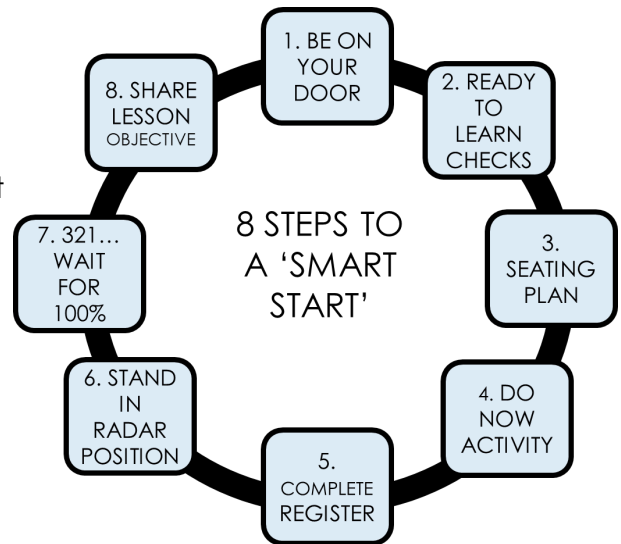 1. BE ON
YOUR
DOOR
2. READY
TO
LEARN
CHECKS
3.
SEATING
PLAN
4. DO
NOW
ACTIVITY
5.
COMPLETE
REGISTER
6. STAND
IN
RADAR
POSITION
7. 321…
WAIT
FOR
100%
8. SHARE
LESSON
OBJECTIVE
8 STEPS TO
A ‘SMART
START’
t